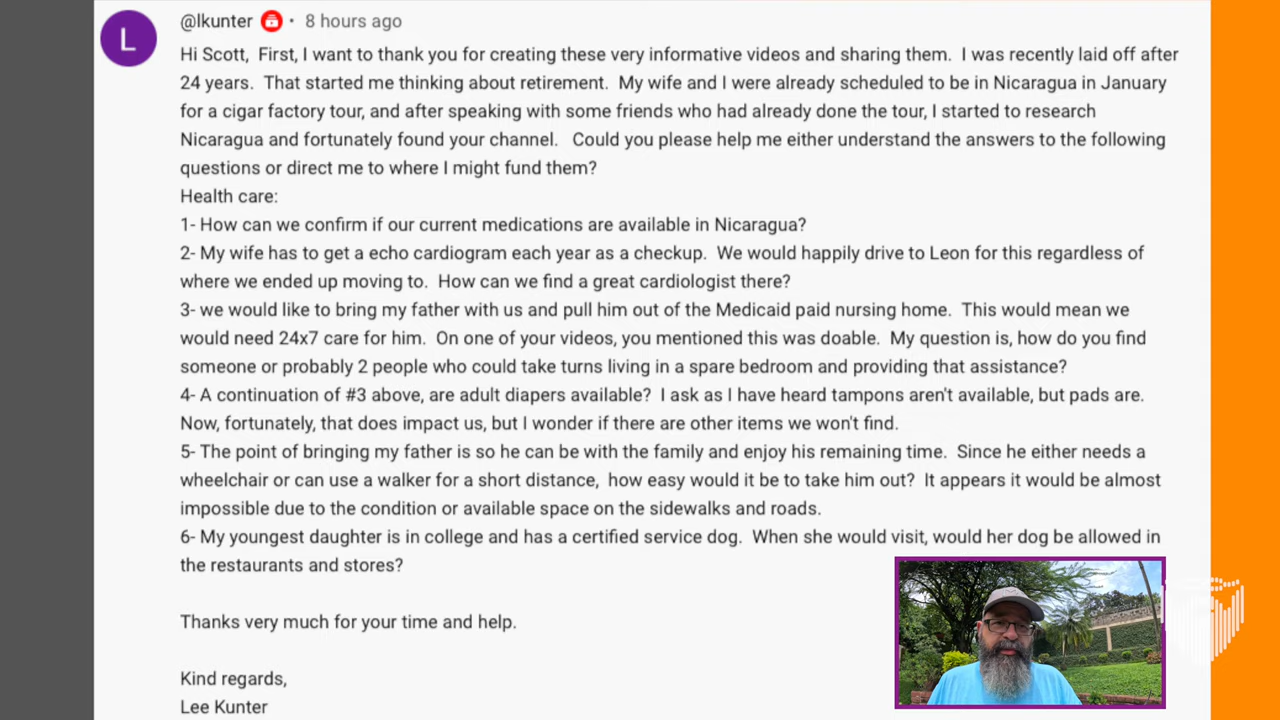 L
@lkunter • 8 hours ago
Hi Scott, First, I want to thank you for creating these very informative videos and sharing them. I was recently laid off after
24 years. That started me thinking about retirement. My wife and I were already scheduled to be in Nicaragua in January
for a cigar factory tour, and after speaking with some friends who had already done the tour, I started to research
Nicaragua and fortunately found your channel. Could you please help me either understand the answers to the following
questions or direct me to where I might fund them?
Health care:
1- How can we confirm if our current medications are available in Nicaragua?
2- My wife has to get a echo cardiogram each year as a checkup. We would happily drive to Leon for this regardless of
where we ended up moving to. How can we find a great cardiologist there?
3- we would like to bring my father with us and pull him out of the Medicaid paid nursing home. This would mean we
would need 24x7 care for him. On one of your videos, you mentioned this was doable. My question is, how do you find
someone or probably 2 people who could take turns living in a spare bedroom and providing that assistance?
4- A continuation of #3 above, are adult diapers available? I ask as I have heard tampons aren't available, but pads are.
Now, fortunately, that does impact us, but I wonder if there are other items we won't find.
5- The point of bringing my father is so he can be with the family and enjoy his remaining time. Since he either needs a
wheelchair or can use a walker for a short distance, how easy would it be to take him out? It appears it would be almost
impossible due to the condition or available space on the sidewalks and roads.
6- My youngest daughter is in college and has a certified service dog. When she would visit, would her dog be allowed in
the restaurants and stores?
Thanks very much for your time and help.
Kind regards,
Lee Kunter